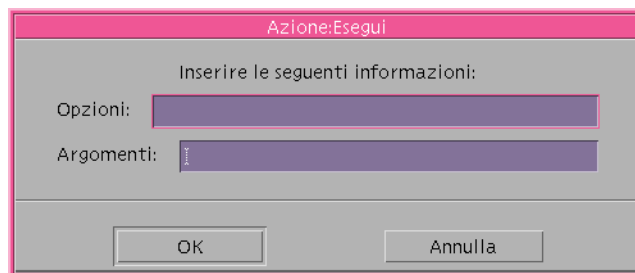 Azione:Esegui
Inserire le seguenti informazioni:
Opzioni:
Argomenti:
OK Annulla